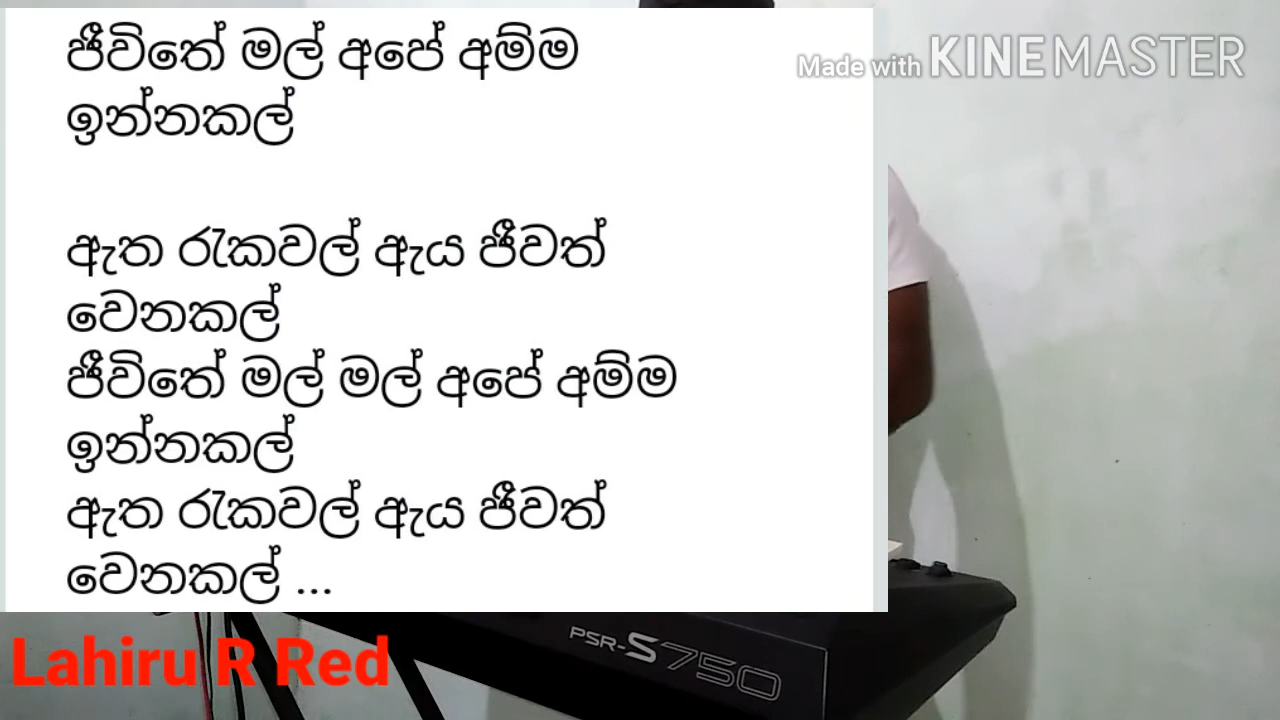 ජීවිතේ මල් අපේ අම්ම
ඉන්නකල්
ඇත රැකවල් ඇය ජීවත්
වෙනකල්
ජීවිතේ මල් මල් අපේ අම්ම
ඉන්නකල්
ඇත රැකවල් ඇය ජීවත්
වෙනකල් ...
Made with KINEMASTER
Lahiru R Red
PSR-S750